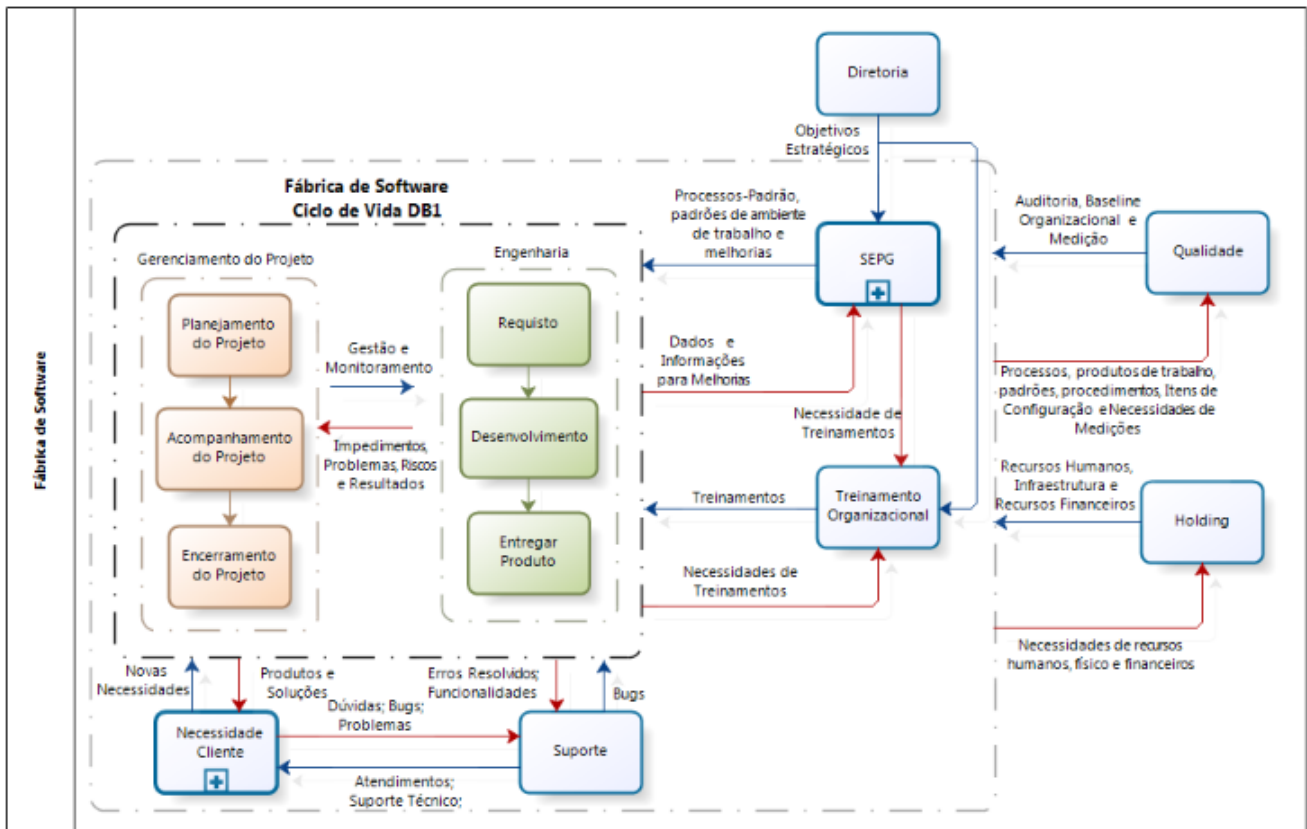 Fábrica de Software
Diretoria
Objetivos
Estratégicos
Fábrica de Software
Ciclo de Vida DB1
Gerenciamento do Projeto
Planejamento
do Projeto
Acompanhamento
do Projeto
Encerramento
do Projeto
Gestão e
Monitoramento
Impedimentos,
Problemas, Riscos
e Resultados
Engenharia
Requisto
Desenvolvimento
Entregar
Produto
Processos-Padrão,
padrões de ambiente
de trabalho e
melhorias
SEPG
Dados e
Informações
para Melhorias
Necessidade de
Treinamentos
Treinamentos
Treinamento
Organizacional
Necessidades de
Treinamentos
Auditoria, Baseline
Organizacional e
Medição
Qualidade
Processos, produtos de trabalho,
padrões, procedimentos, Itens de
Configuração e Necessidades de
Medições
Recursos Humanos,
Infraestrutura e
Recursos Financeiros
Holding
Necessidades de recursos
humanos, físico e financeiros
Novas
Necessidades
Produtos e
Soluções
Erros Resolvidos;
Funcionalidades
Bugs
Dúvidas; Bugs;
Problemas
Necessidade
Cliente
Suporte
Atendimentos;
Suporte Técnico;